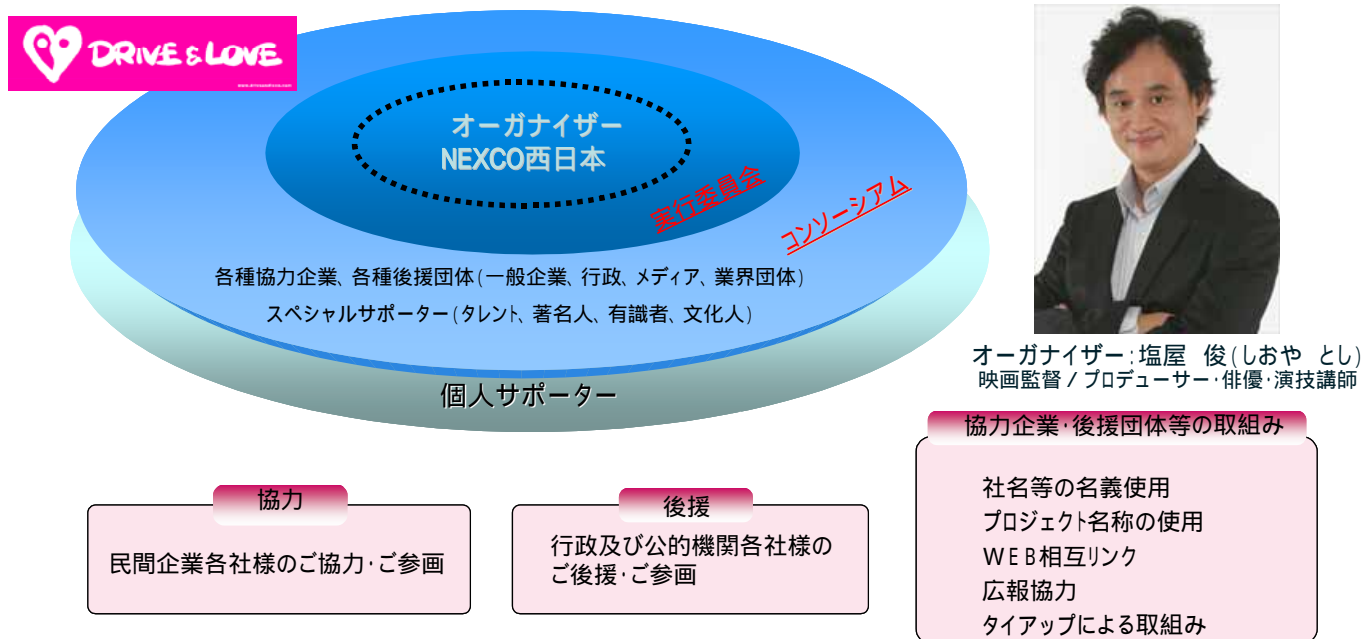 DRIVE & LOVE
オーガナイザー
NEXCO西日本
実行委員会
コンソーシアム
各種協力企業、各種後援団体(一般企業、行政、メディア、業界団体)
スペシャルサポーター(タレント、著名人、有識者、文化人)
個人サポーター
オーガナイザー:塩屋 俊(しおや とし)
映画監督/プロデューサー・俳優・演技講師
協力
民間企業各社様のご協力・ご参画
後援
行政及び公的機関各社様の
ご後援・ご参画
協力企業・後援団体等の取組み
社名等の名義使用
プロジェクト名称の使用
WEB相互リンク
広報協力
タイアップによる取組み